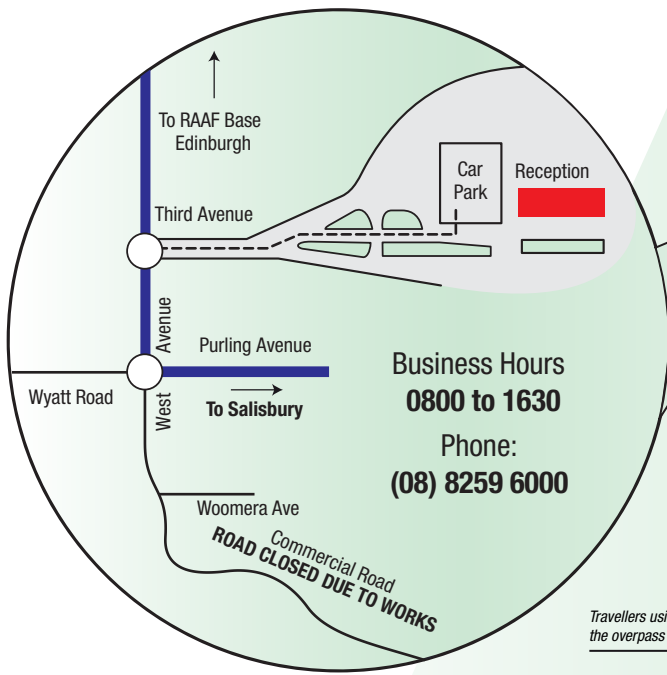 To RAAF Base
Edinburgh
Car
Park
Reception
Third Avenue
West Avenue
Purling Avenue
To Salisbury
Wyatt Road
Business Hours
0800 to 1630
Phone:
(08) 8259 6000
Woomera Ave
Commercial Road
ROAD CLOSED DUE TO WORKS
Travellers
the overpass